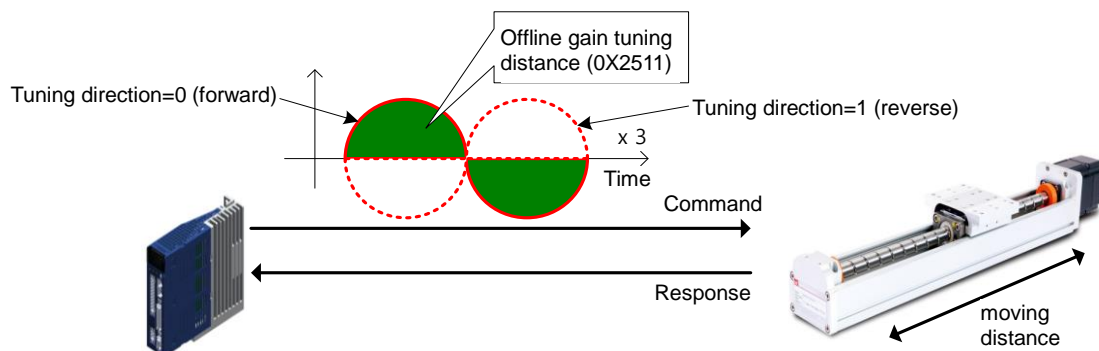 Offline gain tuning
distance (0X2511)
Tuning direction=0 (forward)
Tuning direction=1 (reverse)
x 3
Time
Command
Response
moving
distance